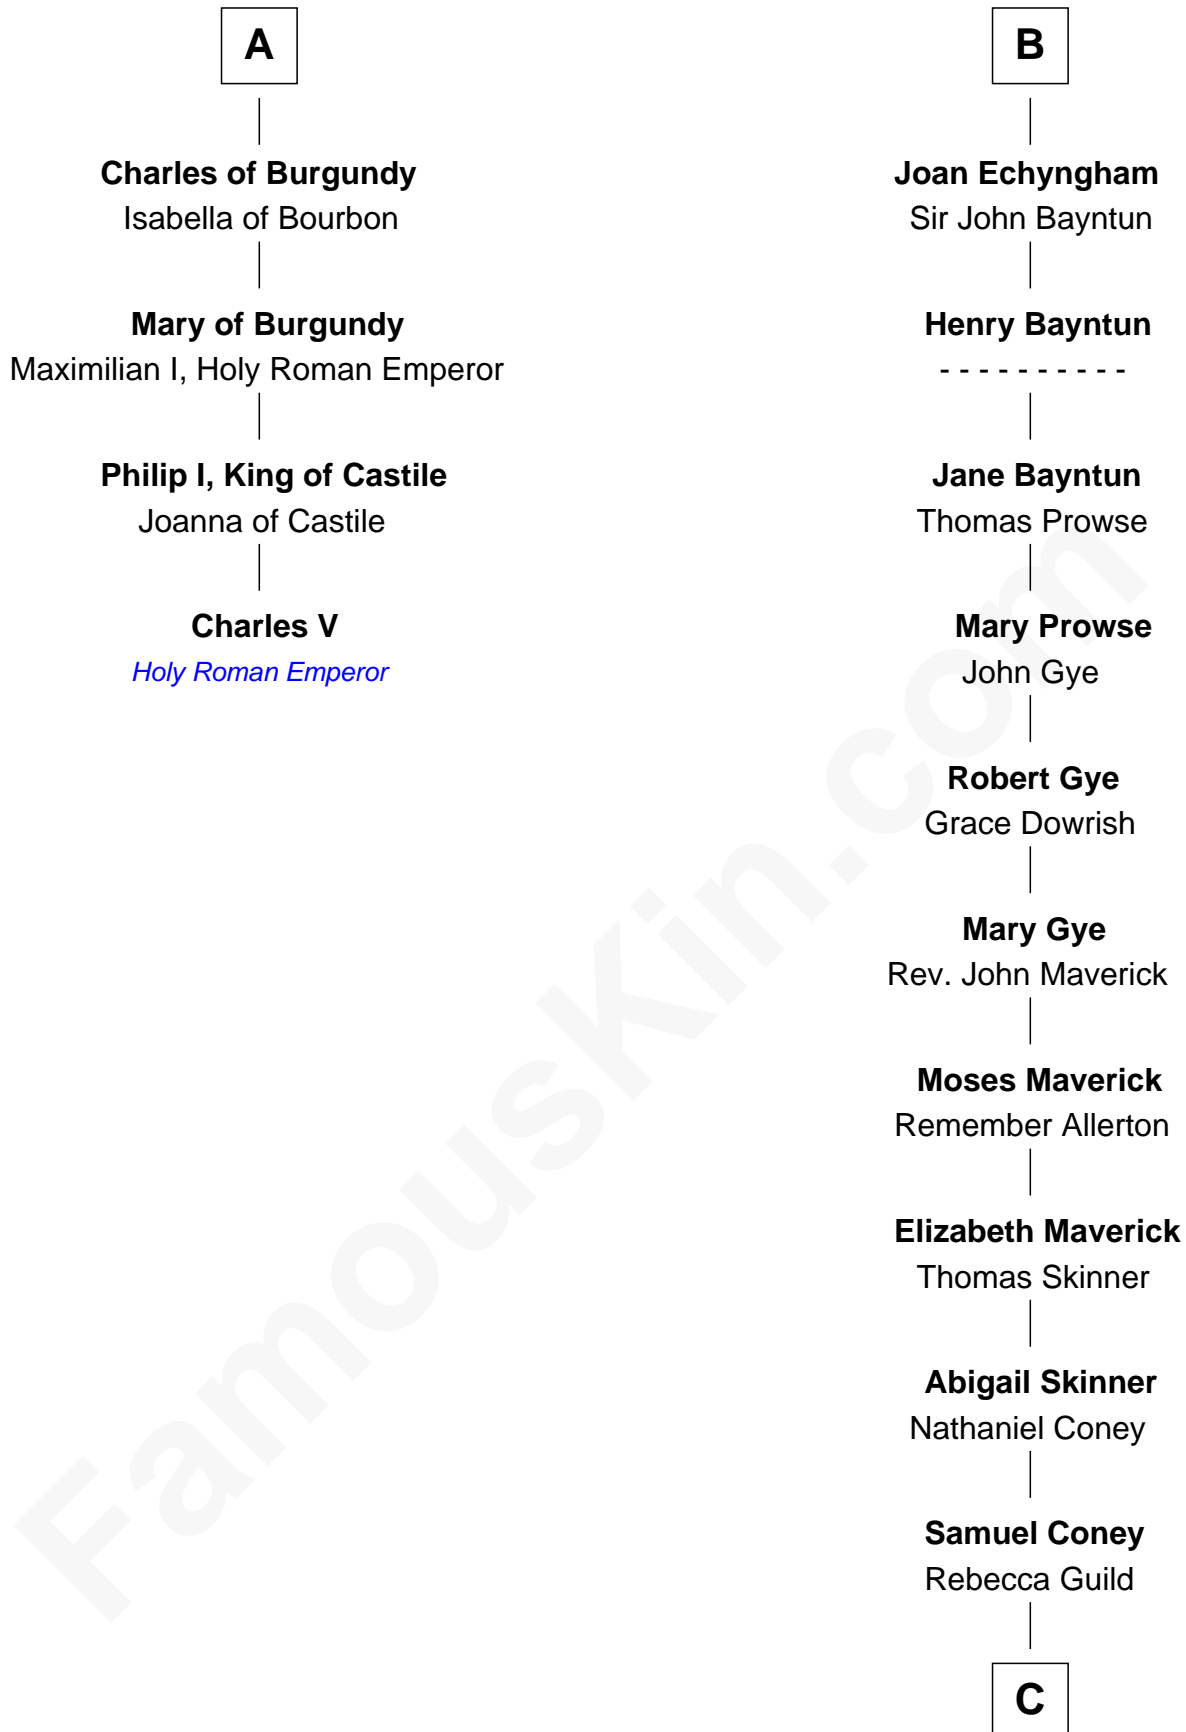 A
Charles of Burgundy
Isabella of Bourbon
Mary of Burgundy
Maximilian I, Holy Roman Emperor
Philip I, King of Castile
Joanna of Castile
Charles V
Holy Roman Emperor
B
Joan Echyngham
Sir John Bayntun
Henry Bayntun
- - - - - - - - - -
Jane Bayntun
Thomas Prowse
Mary Prowse
John Gye
Robert Gye
Grace Dowrish
Mary Gye
Rev. John Maverick
Moses Maverick
Remember Allerton
Elizabeth Maverick
Thomas Skinner
Abigail Skinner
Nathaniel Coney
Samuel Coney
Rebecca Guild
C
FamousKin.com